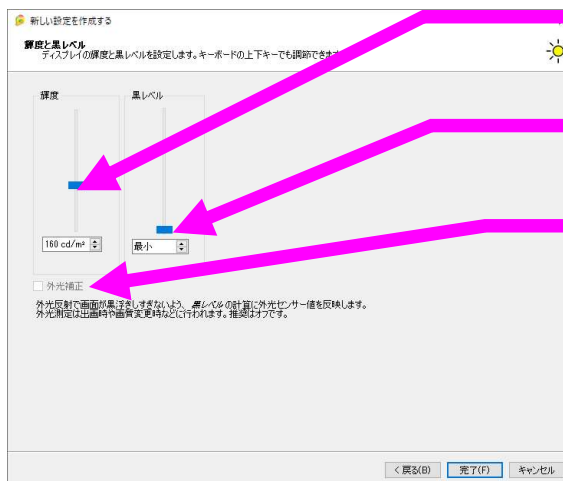 新しい設定を作成する
輝度と黒レベル
ディスプレイの輝度と黒レベルを設定します。キーボードの上下キーでも調節できま
輝度
黒レベル
160 cd/m²
最小
外光補正
外光反射で画面が黒浮きしすぎないよう、黒レベルの計算に外光センサー値を反映します。
外光測定は出画時や画質変更時などに行われます。推奨はオフです。
< 戻る(B)
完了(F)
キャンセル